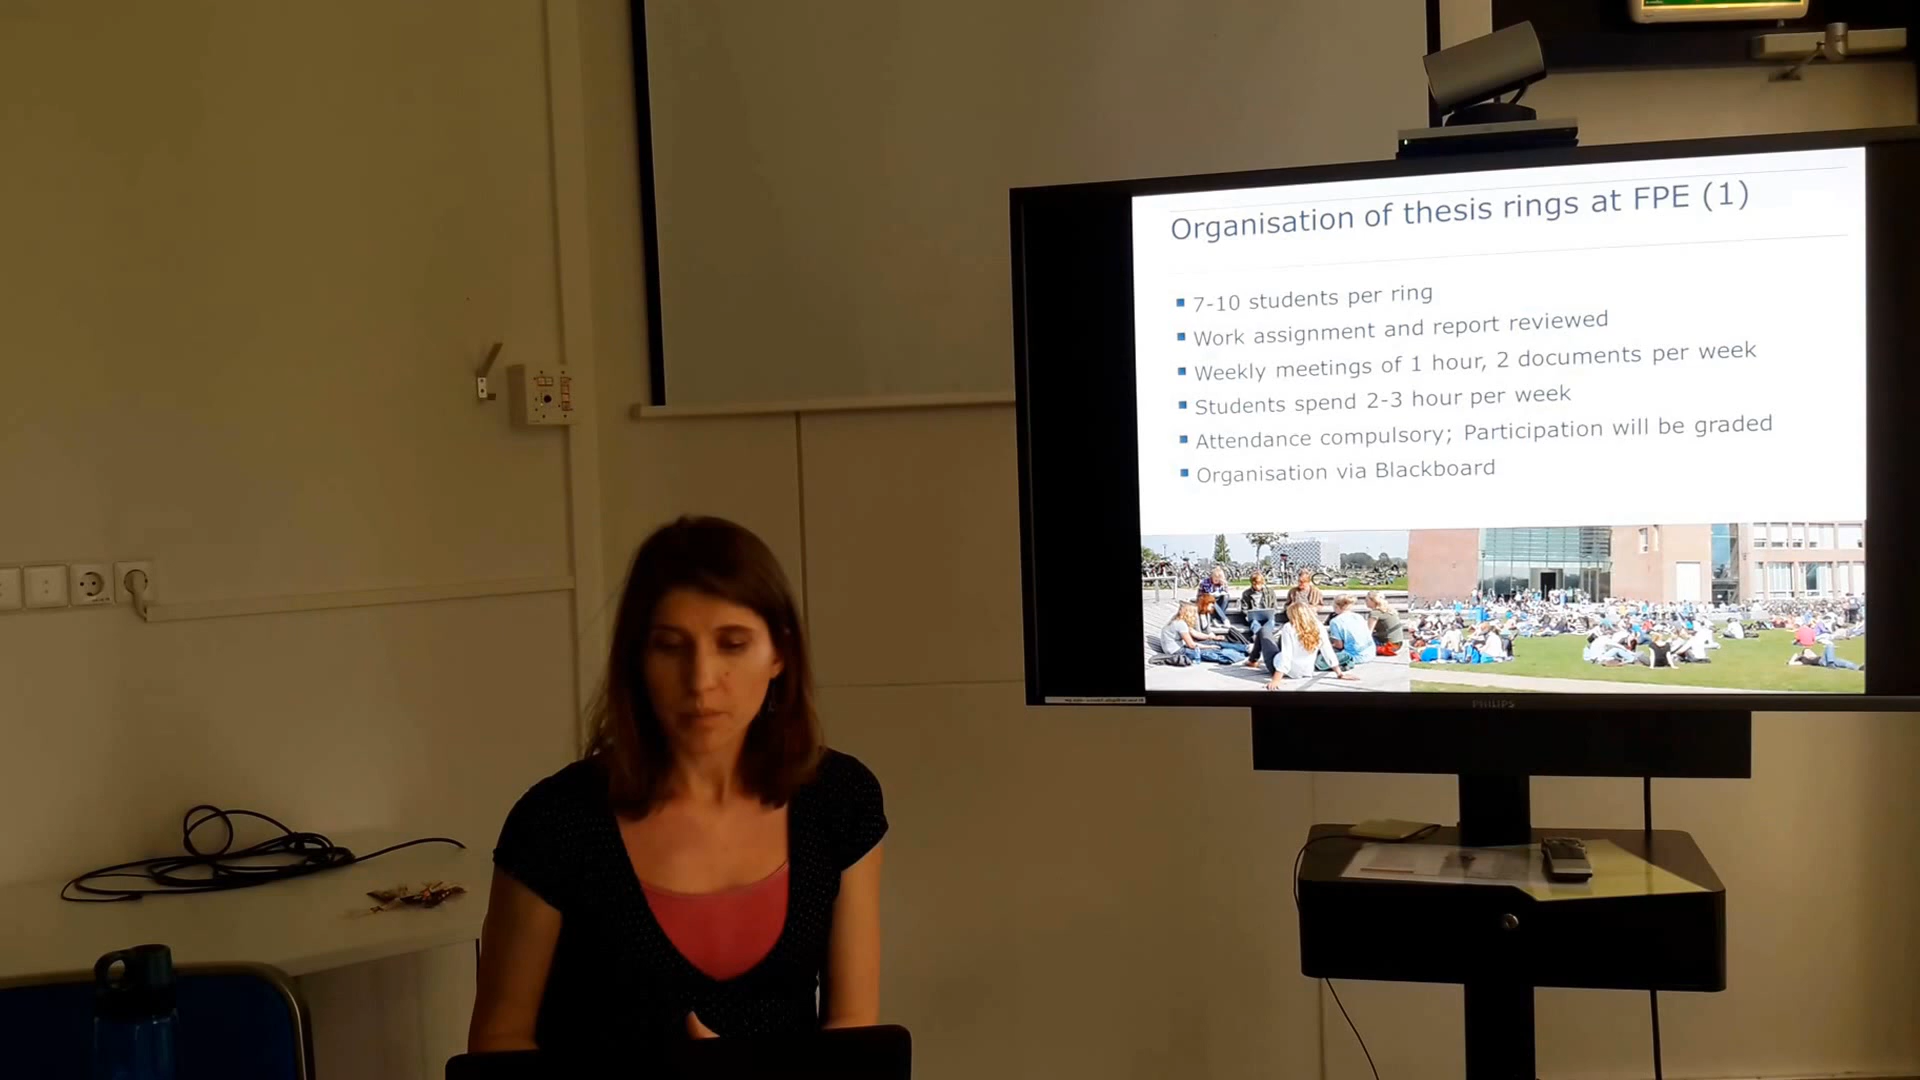 Organisation of thesis rings at FPE (1)
7-10 students per ring
Work assignment and report reviewed
Weekly meetings of 1 hour, 2 documents per week
Students spend 2-3 hour per week
Attendance compulsory; Participation will be graded
Organisation via Blackboard
PHILIPS